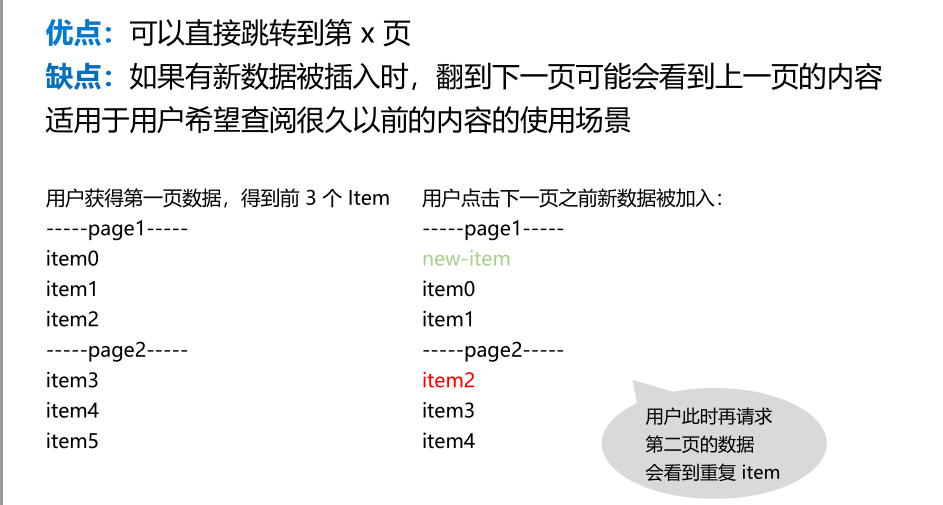 优点：可以直接跳转到第 x 页
缺点：如果有新数据被插入时，翻到下一页可能会看到上一页的内容
适用于用户希望查阅很久以前的内容的使用场景
用户获得第一页数据，得到前 3 个 Item
-----page1-----
item0
item1
item2
-----page2-----
item3
item4
item5
用户点击下一页之前新数据被加入：
-----page1-----
new-item
item0
item1
-----page2-----
item2
item3
item4
用户此时再请求
第二页的数据
会看到重复 item